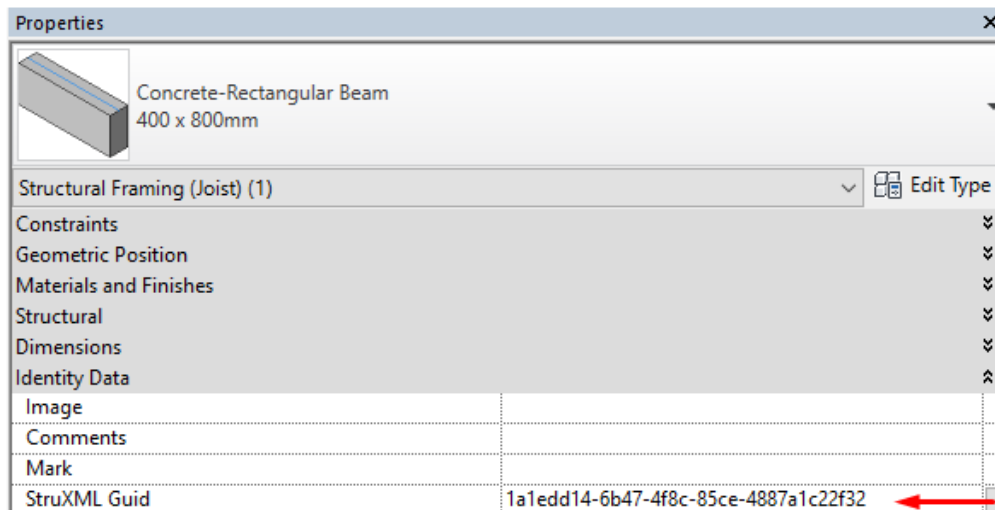 Properties
Concrete-Rectangular Beam
400 x 800mm
Structural Framing (Joist) (1) Edit Type
Constraints
Geometric Position
Materials and Finishes
Structural
Dimensions
Identity Data
Image
Comments
Mark
StruXML Guid 1a1edd14-6b47-4f8c-85ce-4887a1c22f32